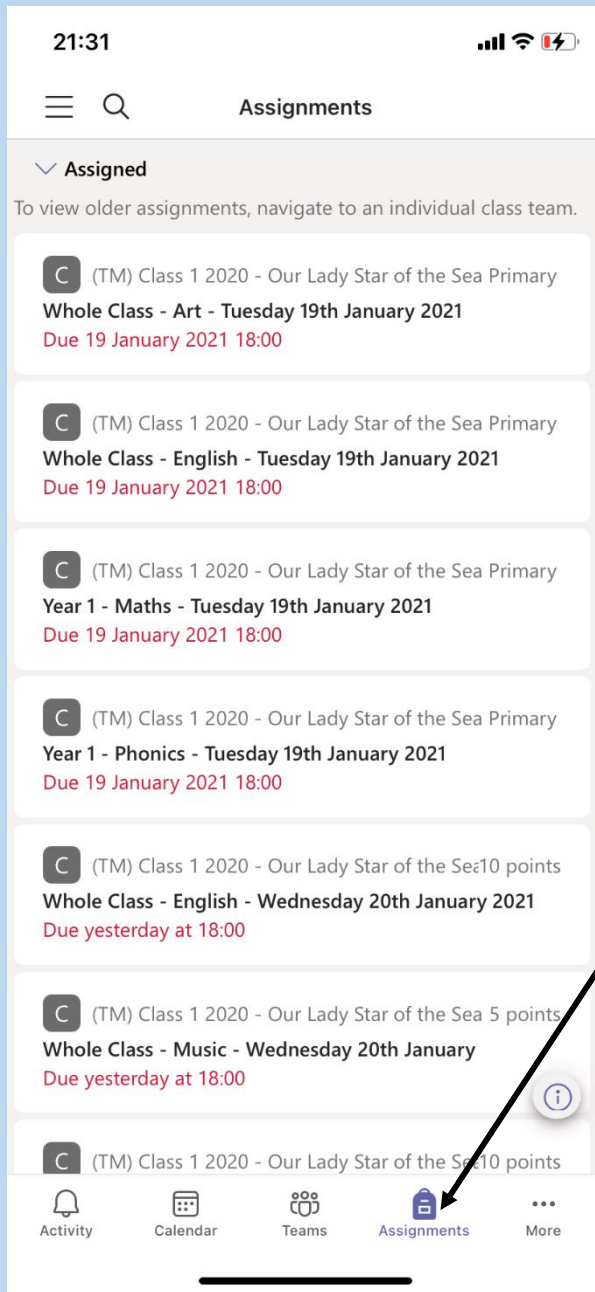 21:31
Assignments
Assigned
To view older assignments, navigate to an individual class team.
C (TM) Class 1 2020 - Our Lady Star of the Sea Primary
Whole Class - Art - Tuesday 19th January 2021
Due 19 January 2021 18:00
C (TM) Class 1 2020 - Our Lady Star of the Sea Primary
Whole Class - English - Tuesday 19th January 2021
Due 19 January 2021 18:00
C (TM) Class 1 2020 - Our Lady Star of the Sea Primary
Year 1 - Maths - Tuesday 19th January 2021
Due 19 January 2021 18:00
C (TM) Class 1 2020 - Our Lady Star of the Sea Primary
Year 1 - Phonics - Tuesday 19th January 2021
Due 19 January 2021 18:00
C (TM) Class 1 2020 - Our Lady Star of the Sea 10 points
Whole Class - English - Wednesday 20th January 2021
Due yesterday at 18:00
C (TM) Class 1 2020 - Our Lady Star of the Sea 5 points
Whole Class - Music - Wednesday 20th January
Due yesterday at 18:00
C (TM) Class 1 2020 - Our Lady Star of the Sea 10 points
Activity Calendar Teams Assignments More